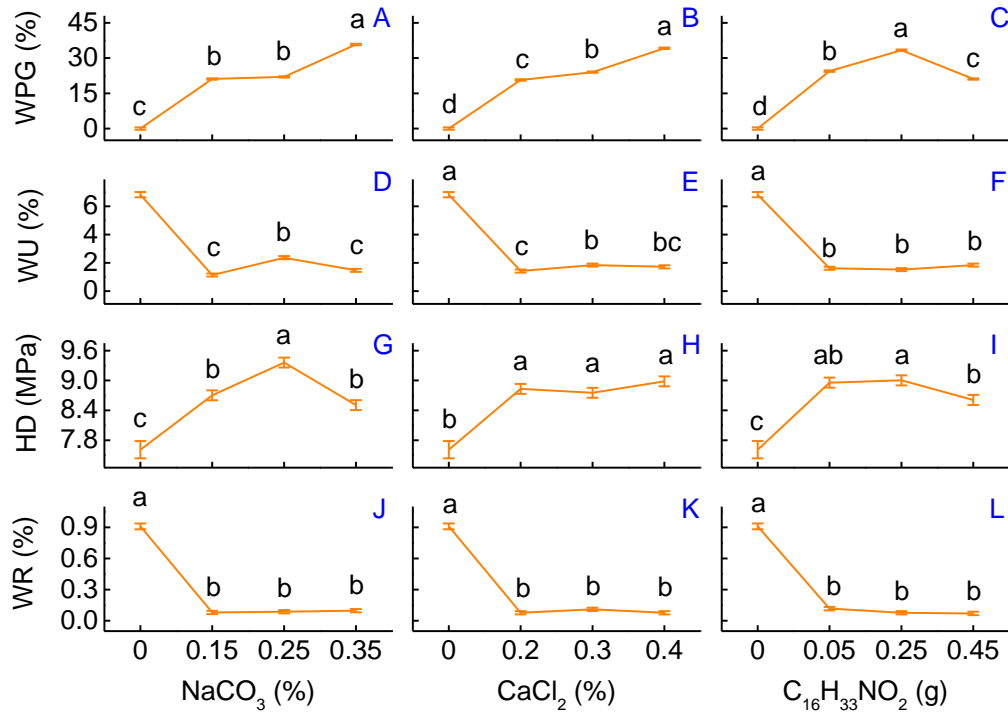 WPG (%)
45
30
15
0
A
c
b
b
a
B
d
c
b
a
C
d
b
a
c
WU (%)
6
4
2
0
D
c
b
c
E
a
c
b
bc
F
a
b
b
b
HD (MPa)
9.6
9.0
8.4
7.8
G
c
b
a
b
H
b
a
a
a
I
c
ab
a
b
WR (%)
0.9
0.6
0.3
0.0
J
a
b
b
b
K
a
b
b
b
L
a
b
b
b
0 0.15 0.25 0.35
NaCO₃ (%)
0 0.2 0.3 0.4
CaCl₂ (%)
0 0.05 0.25 0.45
C₁₆H₃₃NO₂ (g)